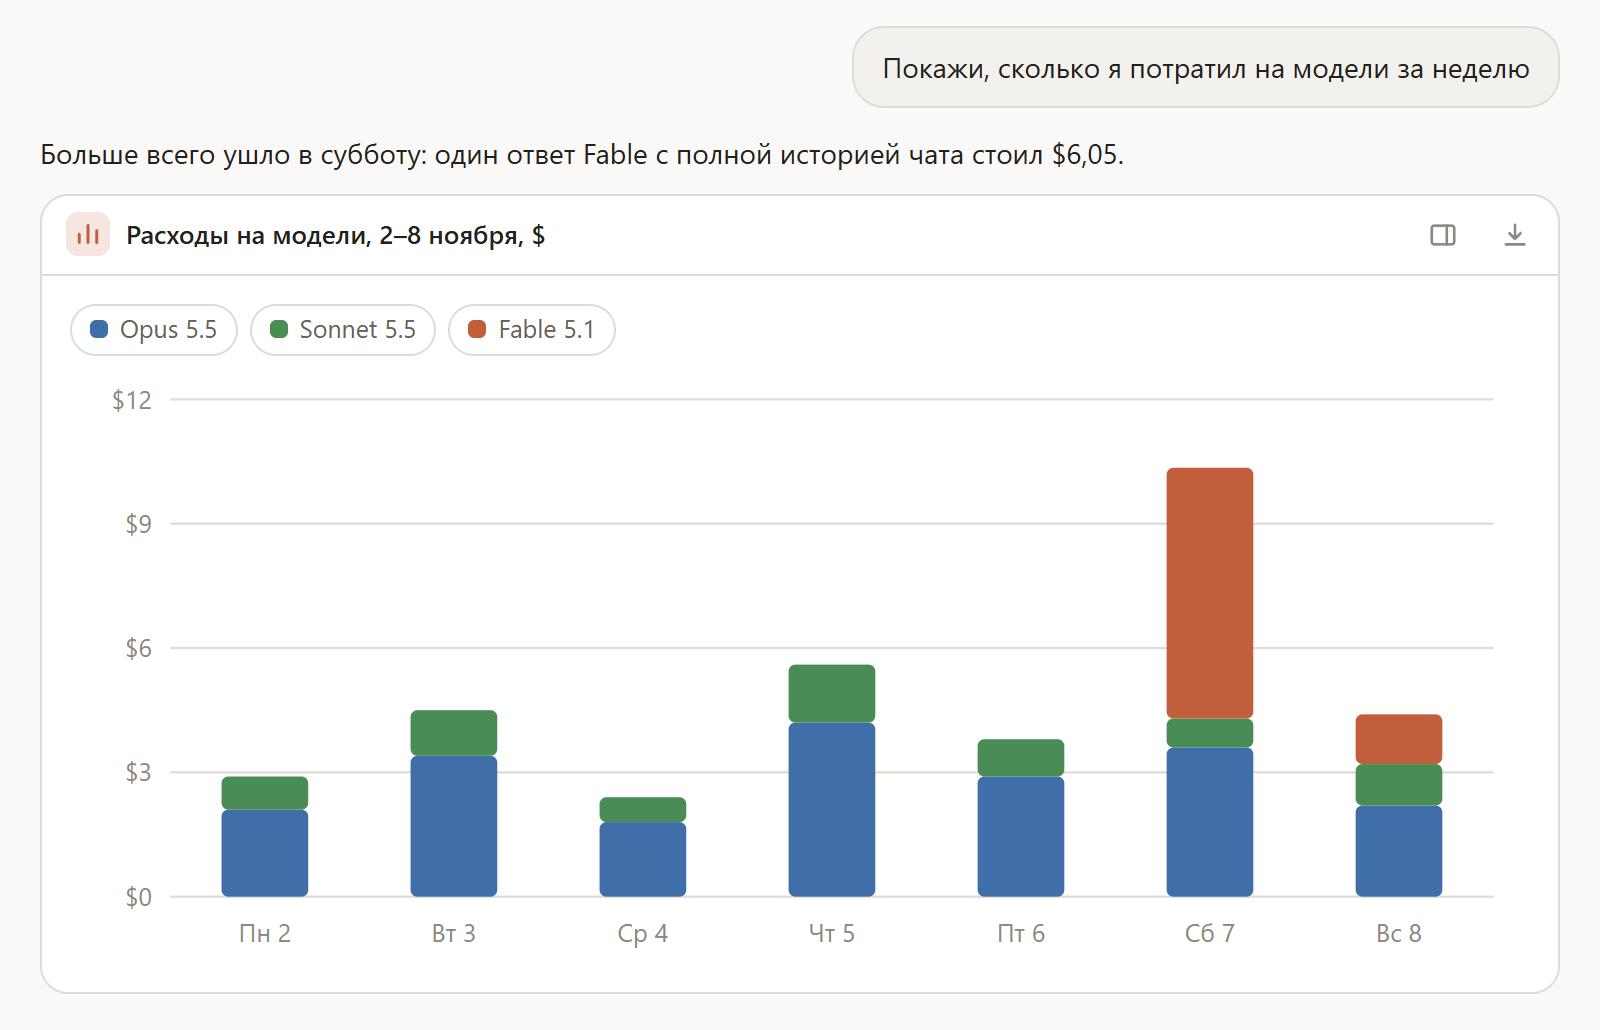 Покажи, сколько я потратил на модели за неделю
Больше всего ушло в субботу: один ответ Fable с полной историей чата стоил $6,05.
Расходы на модели, 2–8 ноября, $
Opus 5.5
Sonnet 5.5
Fable 5.1
$12
$9
$6
$3
$0
Пн 2
Вт 3
Ср 4
Чт 5
Пт 6
Сб 7
Вс 8